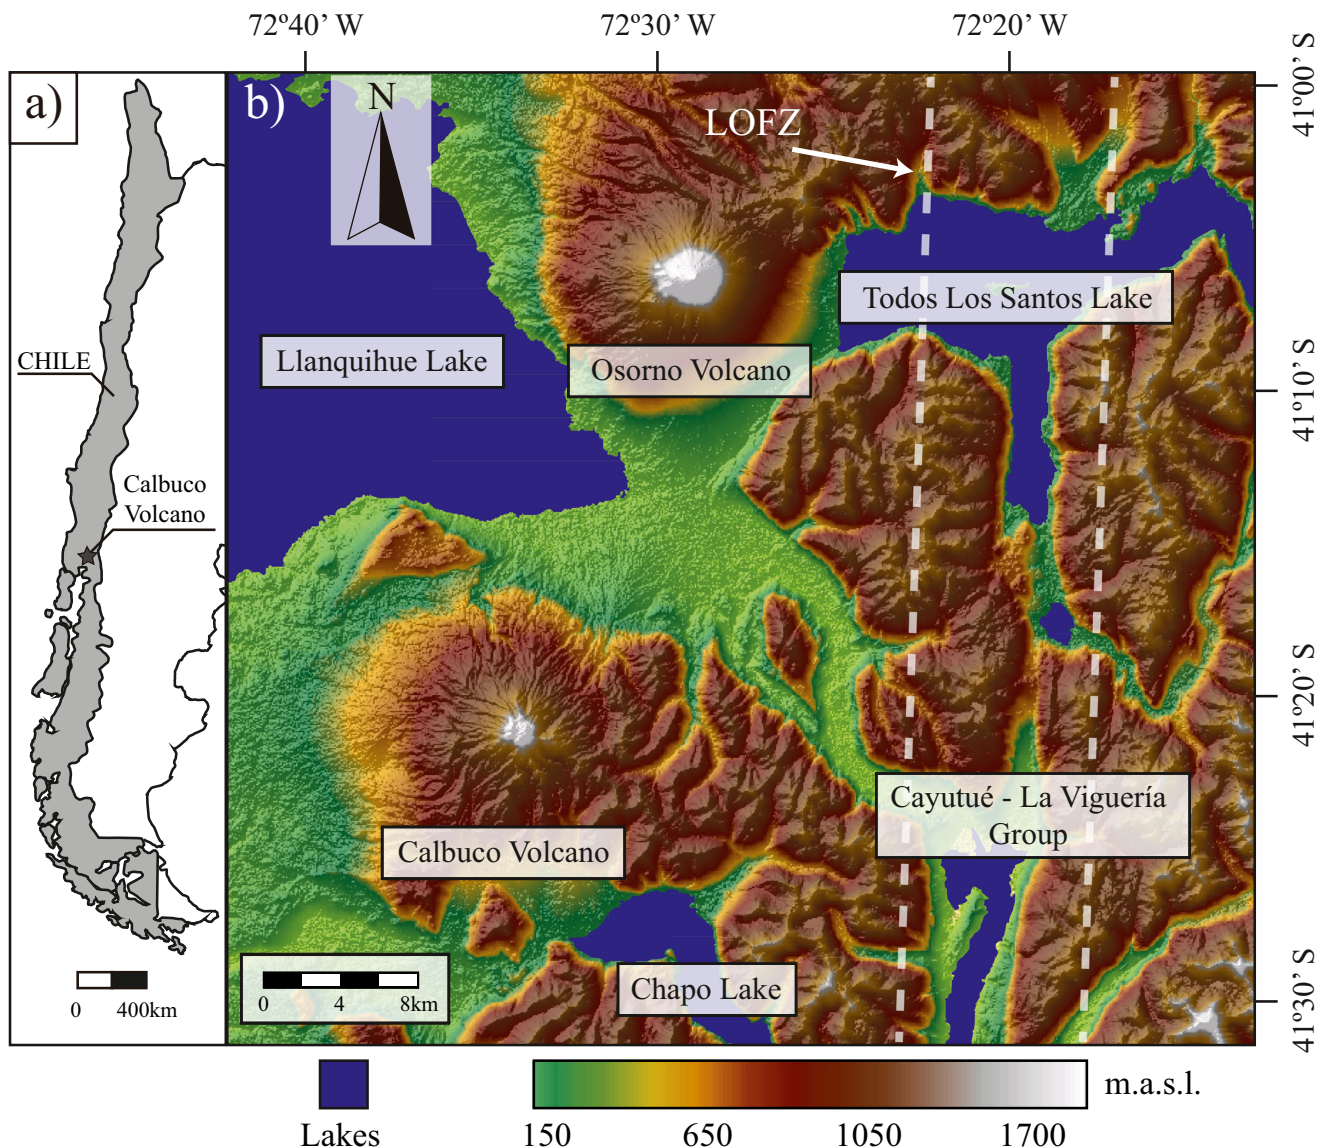 72º40’ W
72º30’ W
72º20’ W
a)
CHILE
Calbuco
Volcano
0 400km
b)
N
LOFZ
Todos Los Santos Lake
Llanquihue Lake
Osorno Volcano
Cayutué - La Viguería
Group
Calbuco Volcano
Chapo Lake
0 4 8km
41º00’ S
41º10’ S
41º20’ S
41º30’ S
Lakes
150 650 1050 1700
m.a.s.l.